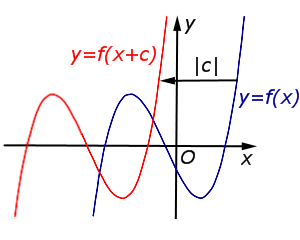 y
y=f(x+c)
|c|
y=f(x)
O
x